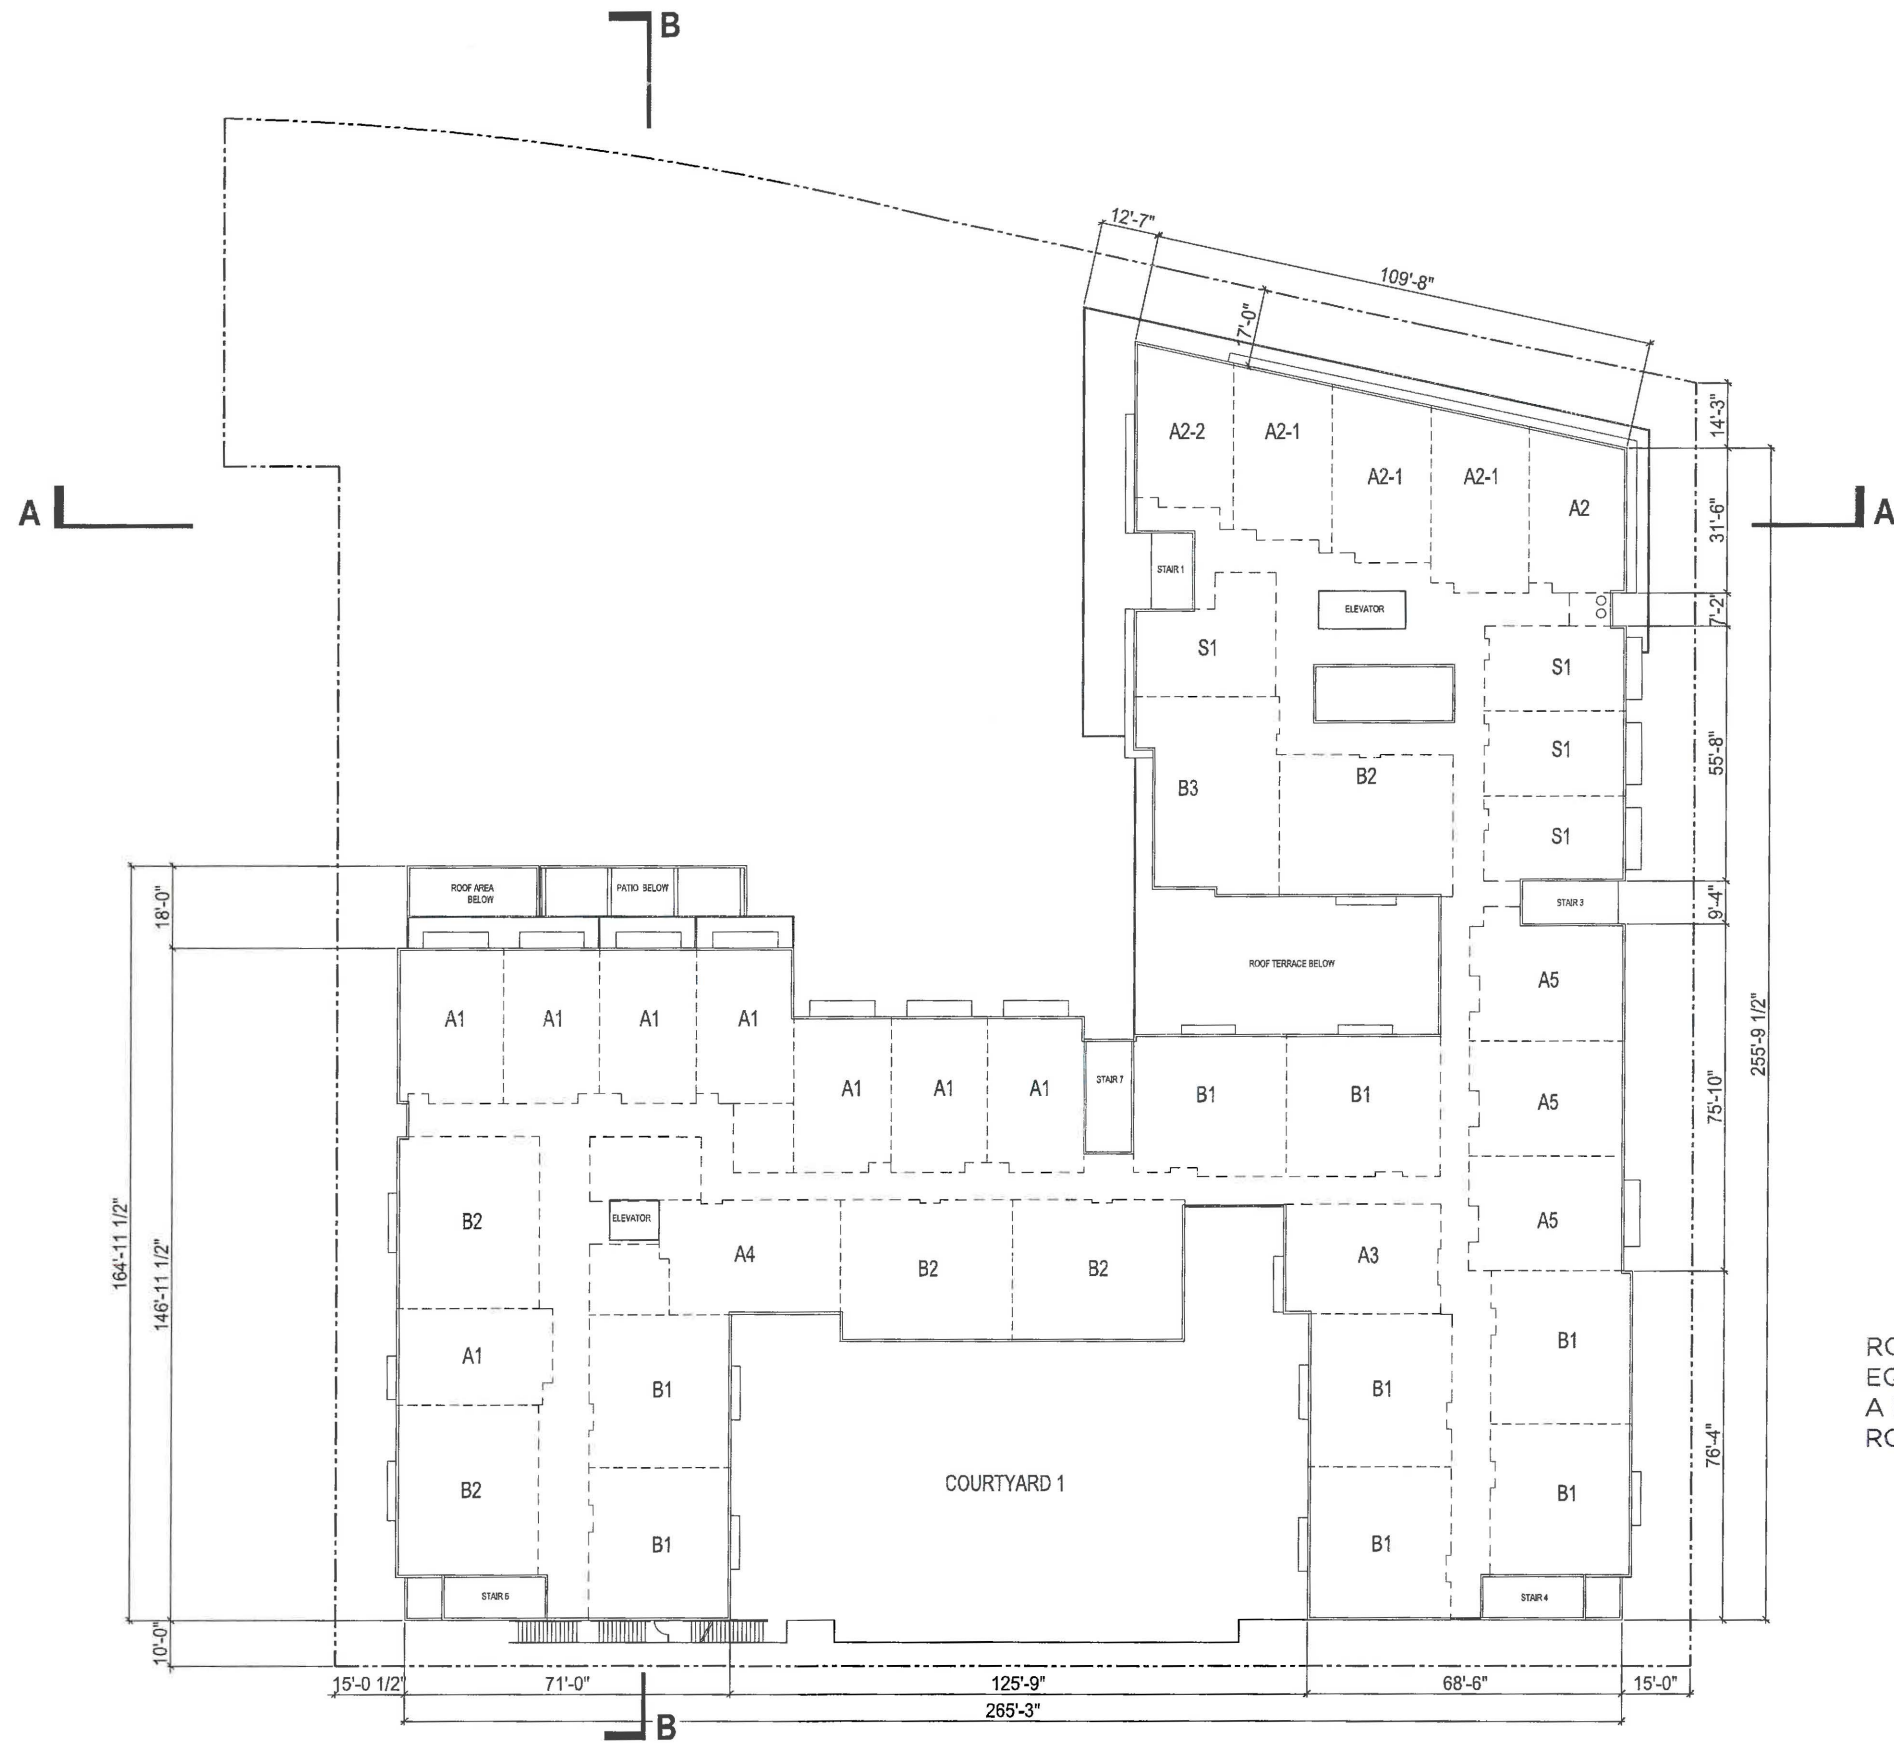 B
12'-7"
109'-8"
17'-0"
14'-3"
A2-2
A2-1
A2-1
A2-1
A2
A
A
31'-6"
STAIR 1
ELEVATOR
7'-2"
S1
S1
S1
55'-8"
B3
B2
S1
ROOF AREA
BELOW
PATIO BELOW
STAIR 3
9'-4"
18'-0"
ROOF TERRACE BELOW
A5
A1
A1
A1
A1
255'-9 1/2"
A1
A1
A1
STAIR 7
B1
B1
A5
75'-10"
B2
ELEVATOR
A4
B2
B2
A3
A5
164'-11 1/2"
146'-11 1/2"
A1
B1
B1
B1
RO
A
RO
76'-4"
B2
COURTYARD 1
B1
B1
B1
STAIR 4
10'-0"
15'-0 1/2"
71'-0"
125'-9"
68'-6"
15'-0"
265'-3"
B